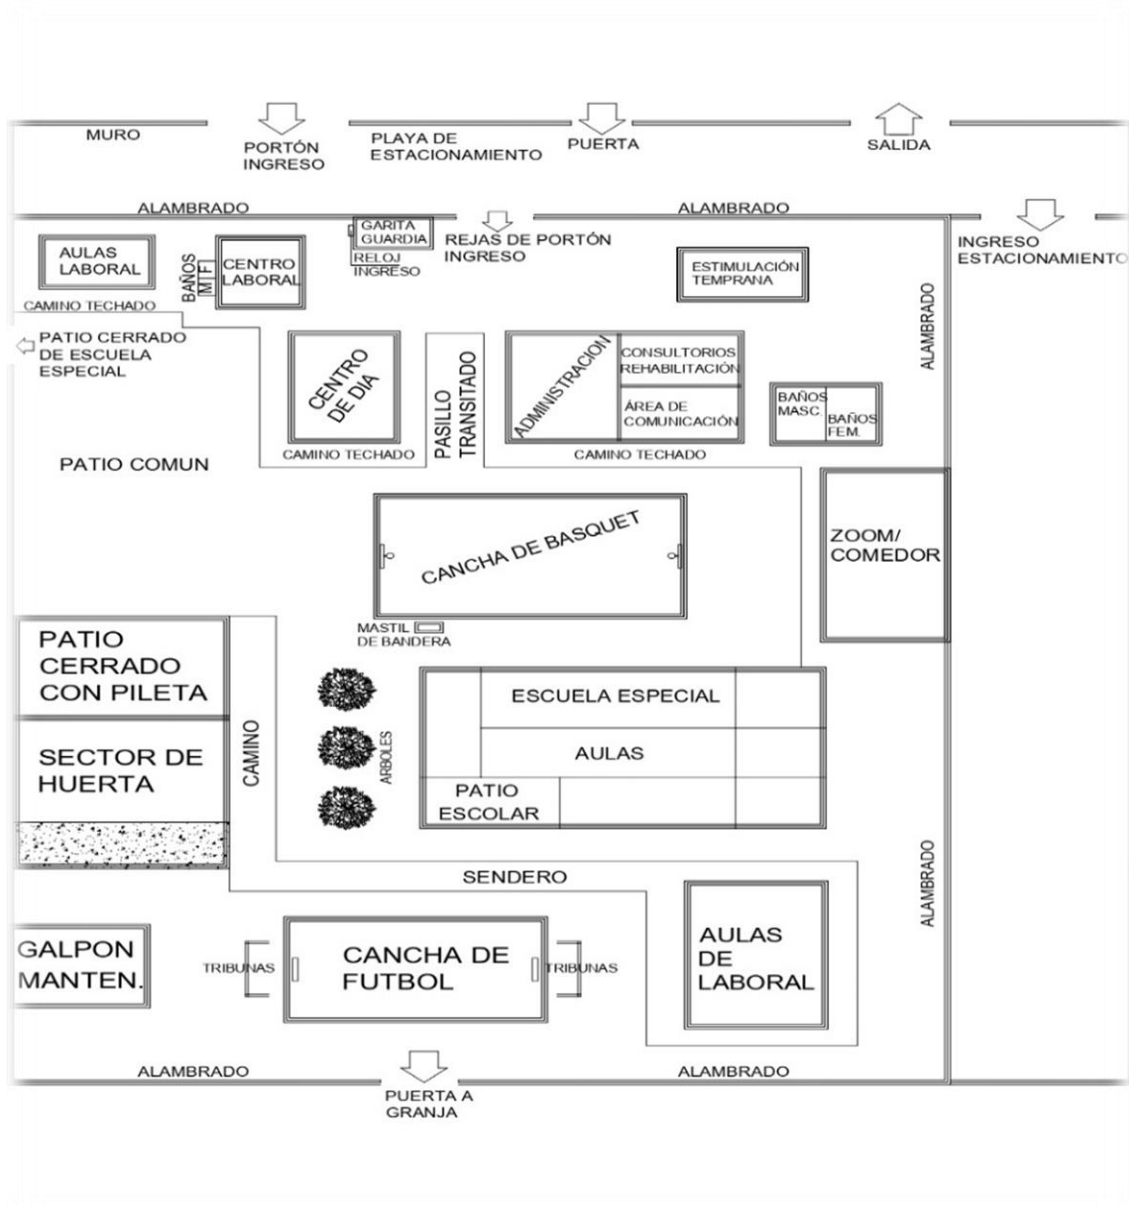 MURO
PORTÓN
INGRESO
PLAYA DE
ESTACIONAMIENTO
PUERTA
SALIDA
ALAMBRADO
ALAMBRADO
AULAS
LABORAL
BAÑOS
M F
CENTRO
LABORAL
GARITA
GUARDIA
RELOJ
INGRESO
REJAS DE PORTÓN
INGRESO
ESTIMULACIÓN
TEMPRANA
INGRESO
ESTACIONAMIENTO
ALAMBRADO
CAMINO TECHADO
PATIO CERRADO
DE ESCUELA
ESPECIAL
CENTRO
DE DIA
PASILLO
TRANSITADO
ADMINISTRACION
CONSULTORIOS
REHABILITACIÓN
ÁREA DE
COMUNICACIÓN
BAÑOS
MASC.
BAÑOS
FEM.
PATIO COMUN
CAMINO TECHADO
CAMINO TECHADO
CANCHA DE BASQUET
ZOOM/
COMEDOR
MASTIL
DE BANDERA
PATIO
CERRADO
CON PILETA
SECTOR DE
HUERTA
CAMINO
ARBOLES
ESCUELA ESPECIAL
AULAS
PATIO
ESCOLAR
SENDERO
ALAMBRADO
GALPON
MANTEN.
TRIBUNAS
CANCHA DE
FUTBOL
TRIBUNAS
AULAS
DE
LABORAL
ALAMBRADO
ALAMBRADO
PUERTA A
GRANJA